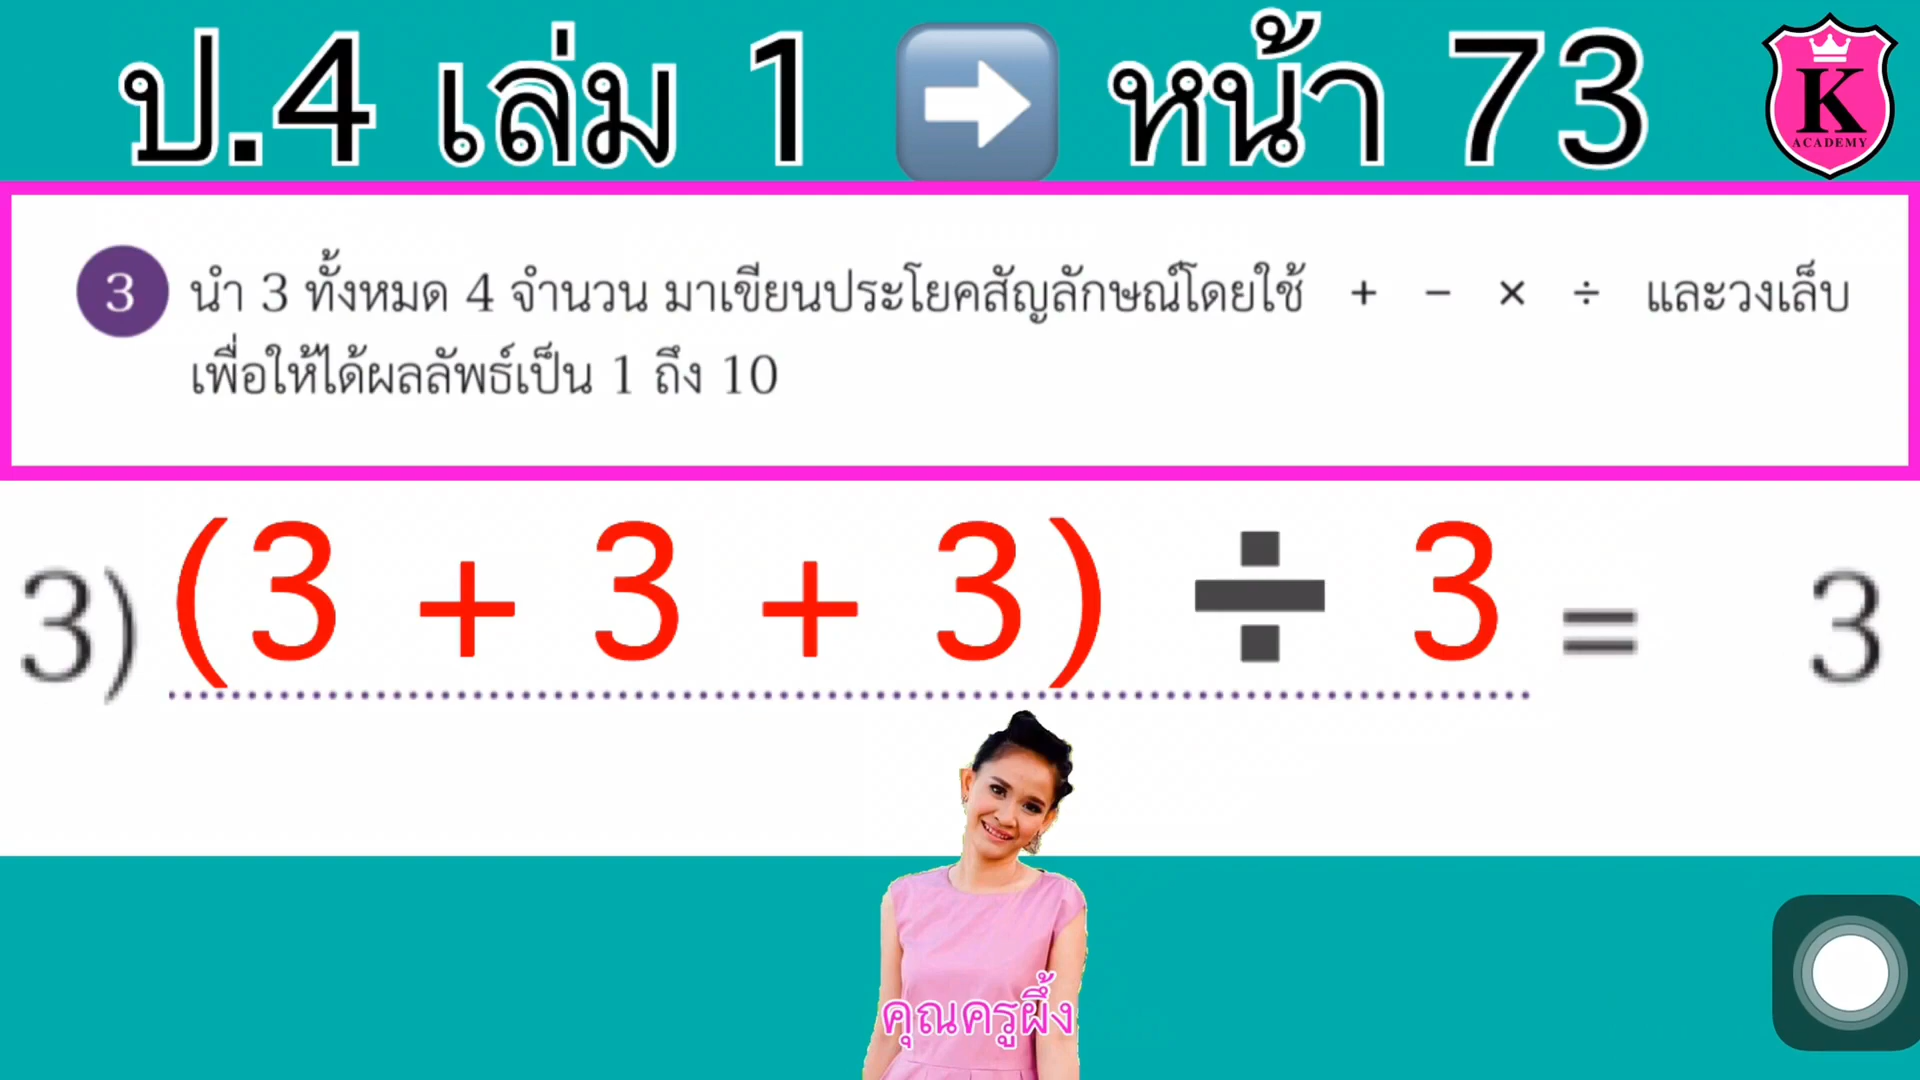 ป.4 เล่ม 1 ➡ หน้า 73
K
ACADEMY
3 นำ 3 ทั้งหมด 4 จำนวน มาเขียนประโยคสัญลักษณ์โดยใช้ + − × ÷ และวงเล็บ
เพื่อให้ได้ผลลัพธ์เป็น 1 ถึง 10
3) (3 + 3 + 3) ÷ 3 = 3
คุณครูผึ้ง